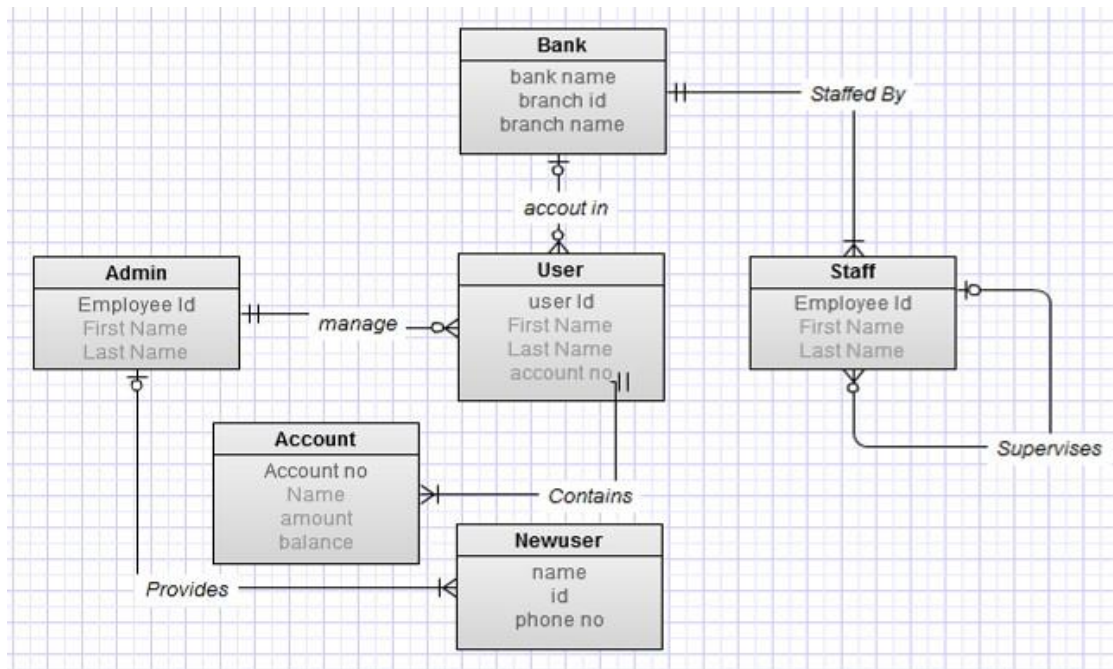 Bank
bank name
branch id
branch name
Staffed By
accout in
Admin
Employee Id
First Name
Last Name
manage
User
user Id
First Name
Last Name
account no
Staff
Employee Id
First Name
Last Name
Supervises
Account
Account no
Name
amount
balance
Contains
Newuser
name
id
phone no
Provides